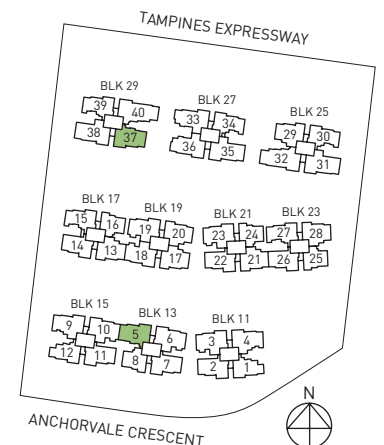 TAMPINES EXPRESSWAY
BLK 29
39 40
38 37
BLK 27
33 34
36 35
BLK 25
29 30
32 31
BLK 17
15 16
14 13
BLK 19
19 20
18 17
BLK 21
23 24
22 21
BLK 23
27 28
26 25
BLK 15
9 10
12 11
BLK 13
5 6
8 7
BLK 11
3 4
2 1
N
ANCHORVALE CRESCENT